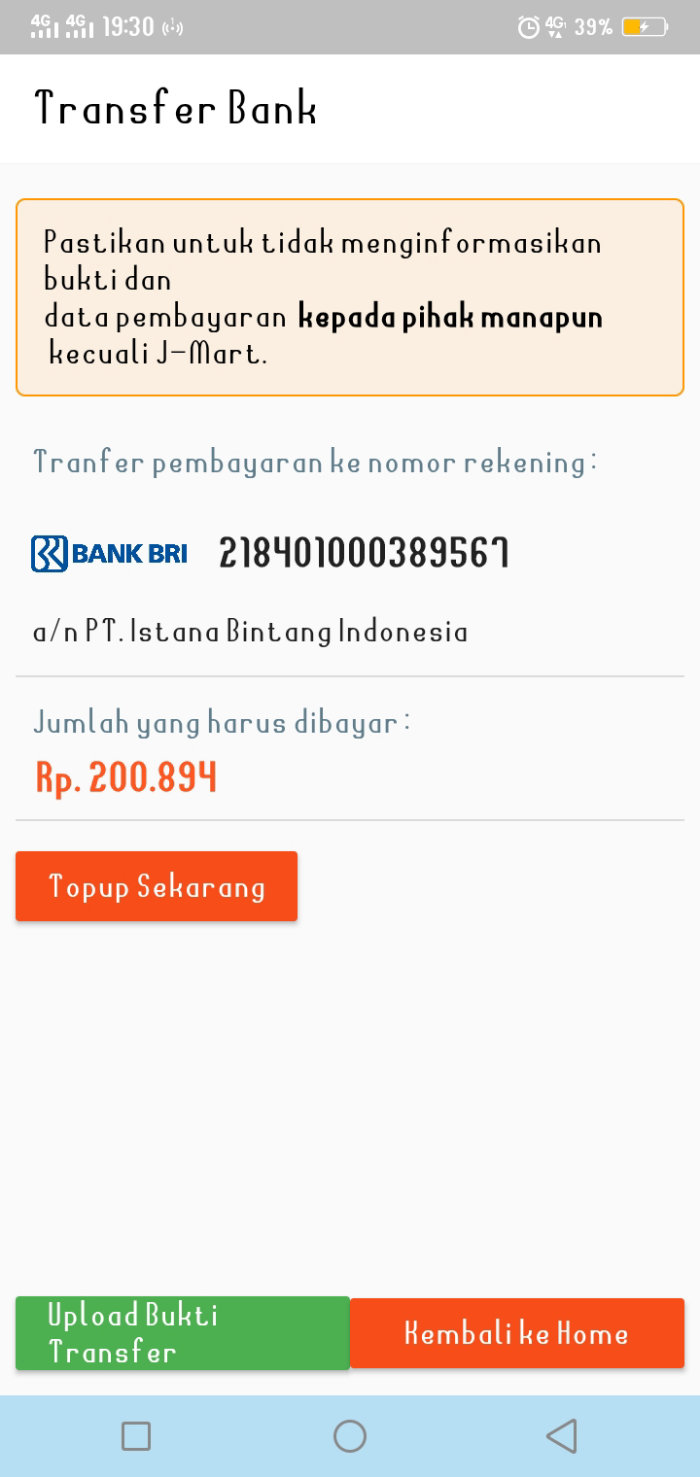 4G 4G 19:30 4G 39%
Transfer Bank
Pastikan untuk tidak menginformasikan
bukti dan
data pembayaran kepada pihak manapun
kecuali J-Mart.
Tranfer pembayaran ke nomor rekening :
BANK BRI 218401000389567
a/n PT. Istana Bintang Indonesia
Jumlah yang harus dibayar :
Rp. 200.894
Topup Sekarang
Upload Bukti
Transfer
Kembali ke Home